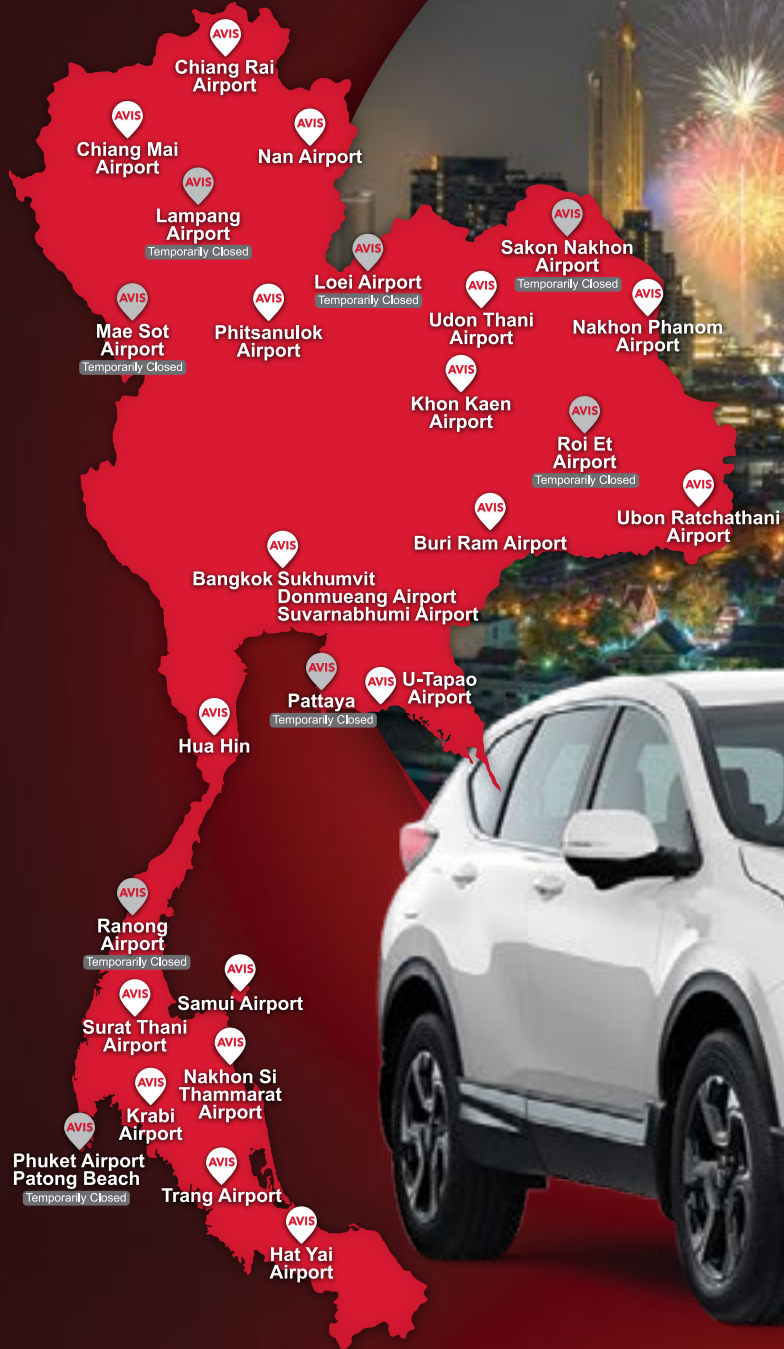 AVIS
Chiang Rai
Airport
AVIS
Chiang Mai
Airport
AVIS
Nan Airport
AVIS
Lampang
Airport
Temporarily Closed
AVIS
Loei Airport
Temporarily Closed
AVIS
Sakon Nakhon
Airport
Temporarily Closed
AVIS
Mae Sot
Airport
Temporarily Closed
AVIS
Phitsanulok
Airport
AVIS
Udon Thani
Airport
AVIS
Nakhon Phanom
Airport
AVIS
Khon Kaen
Airport
AVIS
Roi Et
Airport
Temporarily Closed
AVIS
Ubon Ratchathani
Airport
AVIS
Buri Ram Airport
AVIS
Bangkok Sukhumvit
Donmueang Airport
Suvarnabhumi Airport
AVIS
Pattaya
Temporarily Closed
AVIS
U-Tapao
Airport
AVIS
Hua Hin
AVIS
Ranong
Airport
Temporarily Closed
AVIS
Samui Airport
AVIS
Surat Thani
Airport
AVIS
Nakhon Si
Thammarat
Airport
AVIS
Krabi
Airport
AVIS
Phuket Airport
Patong Beach
Temporarily Closed
AVIS
Trang Airport
AVIS
Hat Yai
Airport